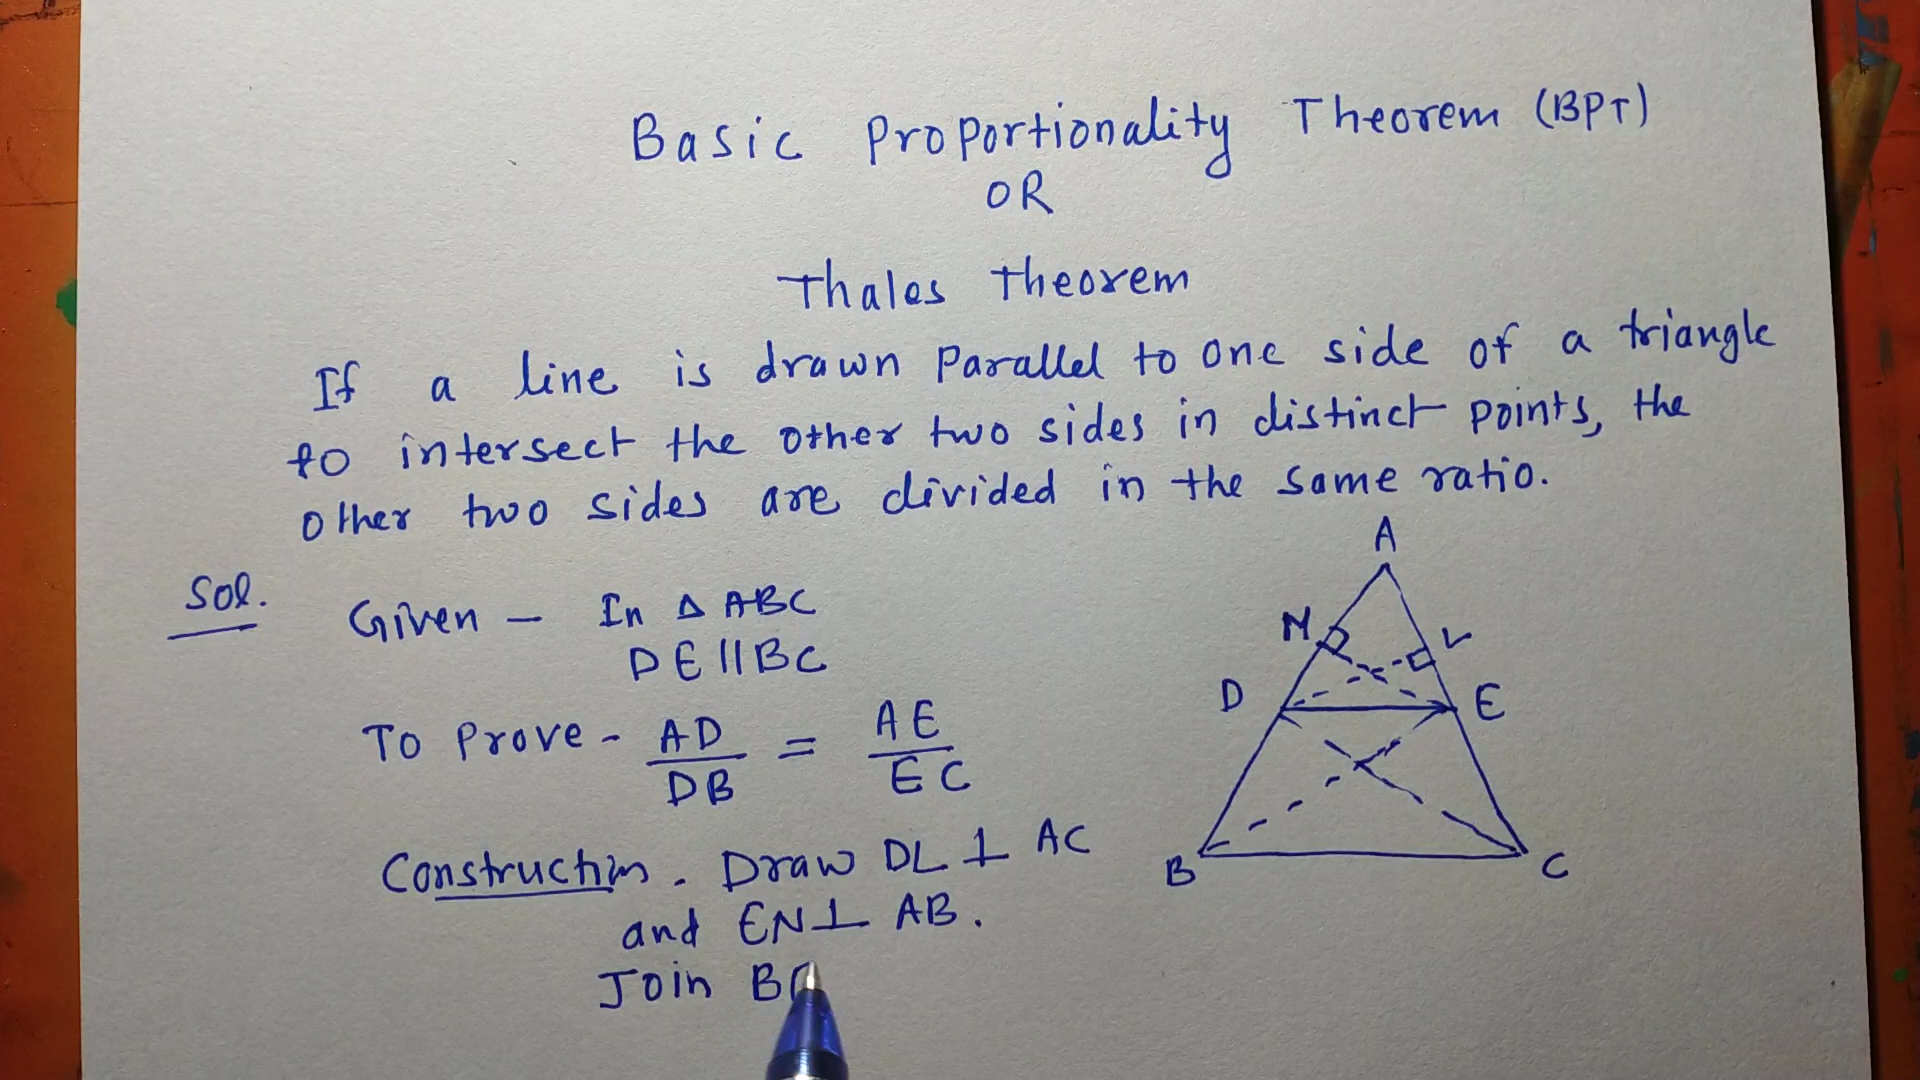 Basic Proportionality Theorem (BPT)
OR
Thales theorem
If a line is drawn parallel to one side of a triangle
to intersect the other two sides in distinct points, the
other two sides are divided in the same ratio.
Sol.
Given - In Δ ABC
DE || BC
To Prove - AD/DB = AE/EC
Construction. Draw DL ⊥ AC
and EN ⊥ AB.
Join B
A
N
L
D
E
B
C